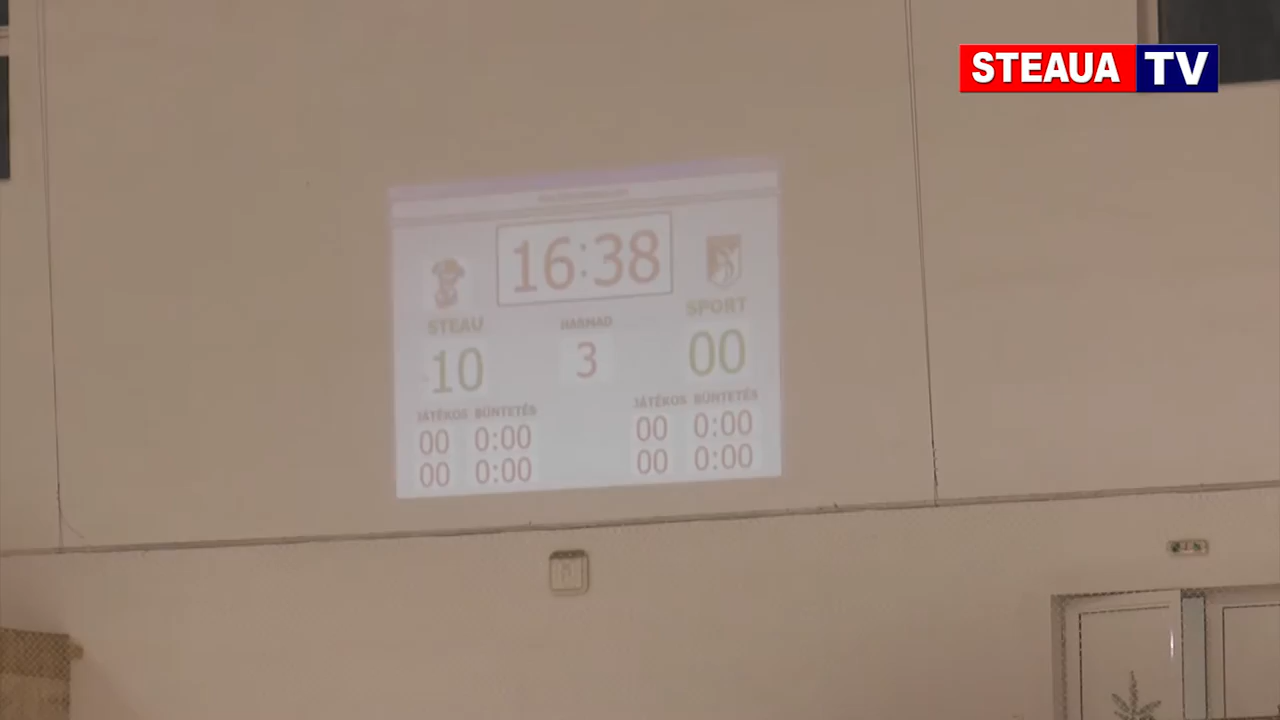 STEAUA TV
16:38
STEAU HARMAD SPORT
10 3 00
JÁTÉKOS BÜNTETÉS JÁTÉKOS BÜNTETÉS
00 0:00 00 0:00
00 0:00 00 0:00